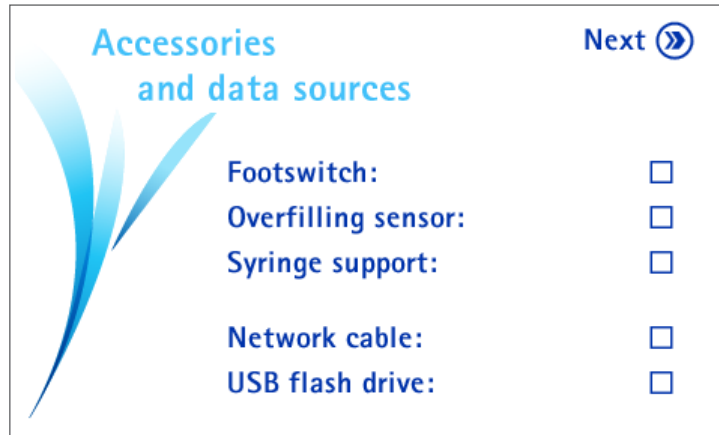 Accessories
and data sources
Next
Footswitch:
Overfilling sensor:
Syringe support:
Network cable:
USB flash drive: